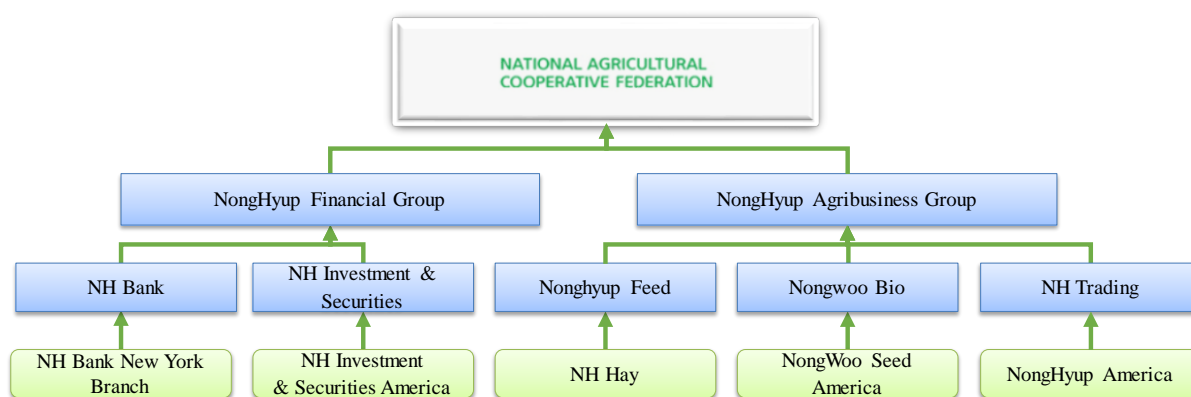 NATIONAL AGRICULTURAL
COOPERATIVE FEDERATION
NongHyup Financial Group
NongHyup Agribusiness Group
NH Bank
NH Investment &
Securities
Nonghyup Feed
Nongwoo Bio
NH Trading
NH Bank New York
Branch
NH Investment
& Securities America
NH Hay
NongWoo Seed
America
NongHyup America